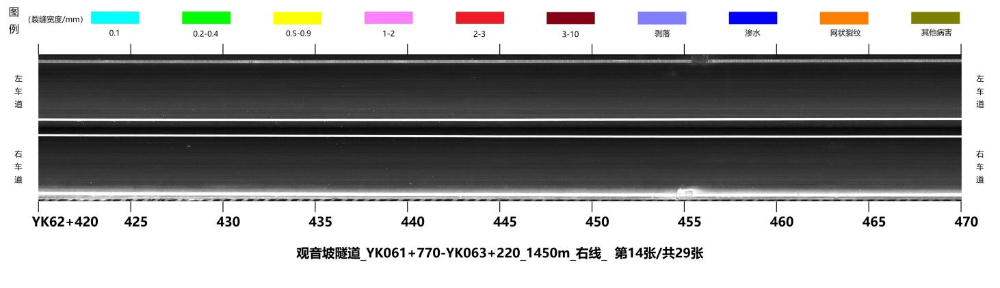 图例
(裂缝宽度/mm)
0.1 0.2-0.4 0.5-0.9 1-2 2-3 3-10 剥落 渗水 网状裂纹 其他病害
左车道 左车道
右车道 右车道
YK62+420 425 430 435 440 445 450 455 460 465 470
观音坡隧道_YK061+770-YK063+220_1450m_右线_ 第14张/共29张